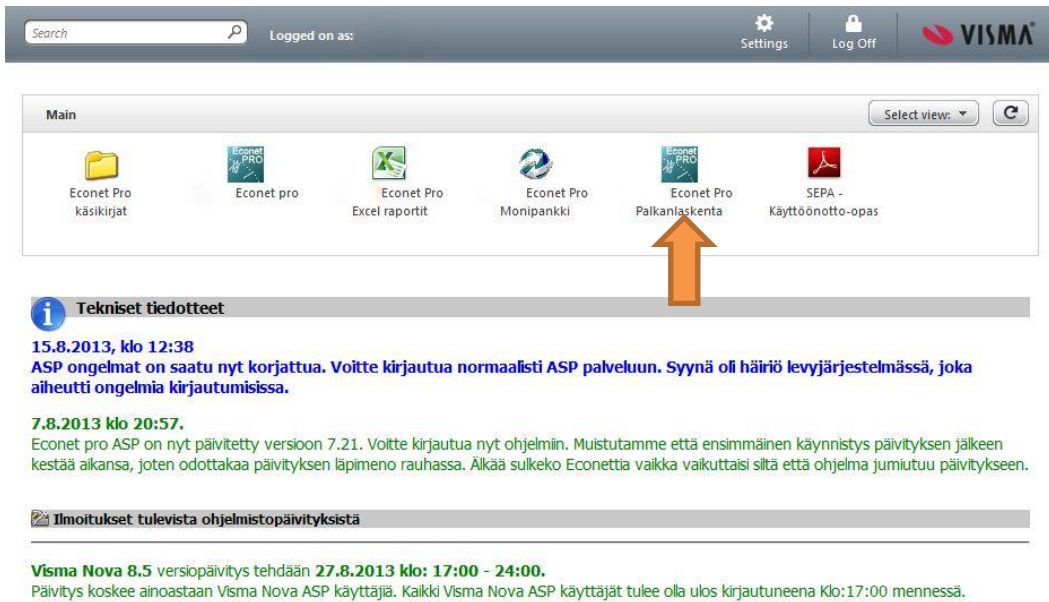 Search
Logged on as:
Settings
Log Off
VISMA
Main
Select view:
Econet Pro
käsikirjat
Econet pro
Econet Pro
Excel raportit
Econet Pro
Monipankki
Econet Pro
Palkanlaskenta
SEPA -
Käyttöönotto-opas
Tekniset tiedotteet
15.8.2013, klo 12:38
ASP ongelmat on saatu nyt korjattua. Voitte kirjautua normaalisti ASP palveluun. Syynä oli häiriö levyjärjestelmässä, joka
aiheutti ongelmia kirjautumisissa.
7.8.2013 klo 20:57.
Econet pro ASP on nyt päivitetty versioon 7.21. Voitte kirjautua nyt ohjelmiin. Muistutamme että ensimmäinen käynnistys päivityksen jälkeen
kestää aikansa, joten odottakaa päivityksen läpimeno rauhassa. Älkää sulkeko Econettia vaikka vaikuttaisi siltä että ohjelma jumiutuu päivitykseen.
Ilmoitukset tulevista ohjelmistopäivityksistä
Visma Nova 8.5 versiopäivitys tehdään 27.8.2013 klo: 17:00 - 24:00.
Päivitys koskee ainoastaan Visma Nova ASP käyttäjiä. Kaikki Visma Nova ASP käyttäjät tulee olla ulos kirjautuneena Klo:17:00 mennessä.